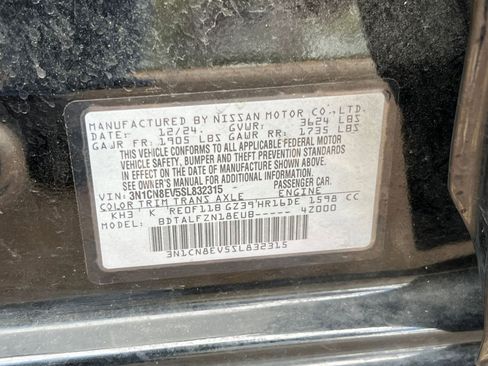 MANUFACTURED BY NISSAN MOTOR CO.,LTD.
DATE: 12/24. GVWR: 3624 LBS
GAWR FR: 1905 LBS GAWR RR: 1735 LBS
THIS VEHICLE CONFORMS TO ALL APPLICABLE FEDERAL MOTOR
VEHICLE SAFETY, BUMPER AND THEFT PREVENTION STANDARDS
IN EFFECT ON THE DATE OF MANUFACTURE SHOWN ABOVE.
SEE OWNER'S MANUAL FOR ADDITIONAL INSTRUCTION.
VIN: 3N1CN8EV5SL832315 - PASSENGER CAR.
COLOR TRIM TRANS AXLE ENGINE
KH3 K RE0F11B GZ39 HR16DE 1598 CC
MODEL: BDTALFZN18EUB----- 4Z000
3N1CN8EV5SL832315